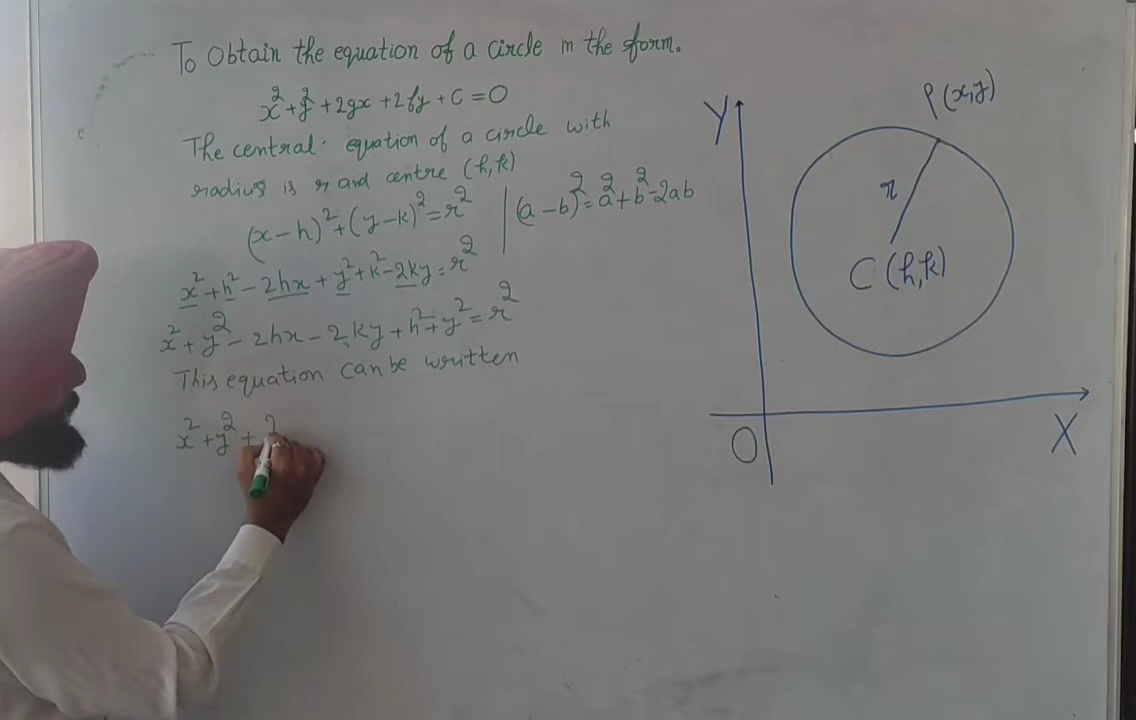 To Obtain the equation of a circle in the form.
x²+y²+2gx+2fy+C=0
The central. equation of a circle with
radius is r and centre (h,k)
(x-h)²+(y-k)²=r² | (a-b)²=a²+b²-2ab
x²+h²-2hx+y²+k²-2ky=r²
x²+y²-2hx-2ky+h²+y²=r²
This equation can be written
x²+y²+2
Y
P(x,y)
r
C(h,k)
O
X